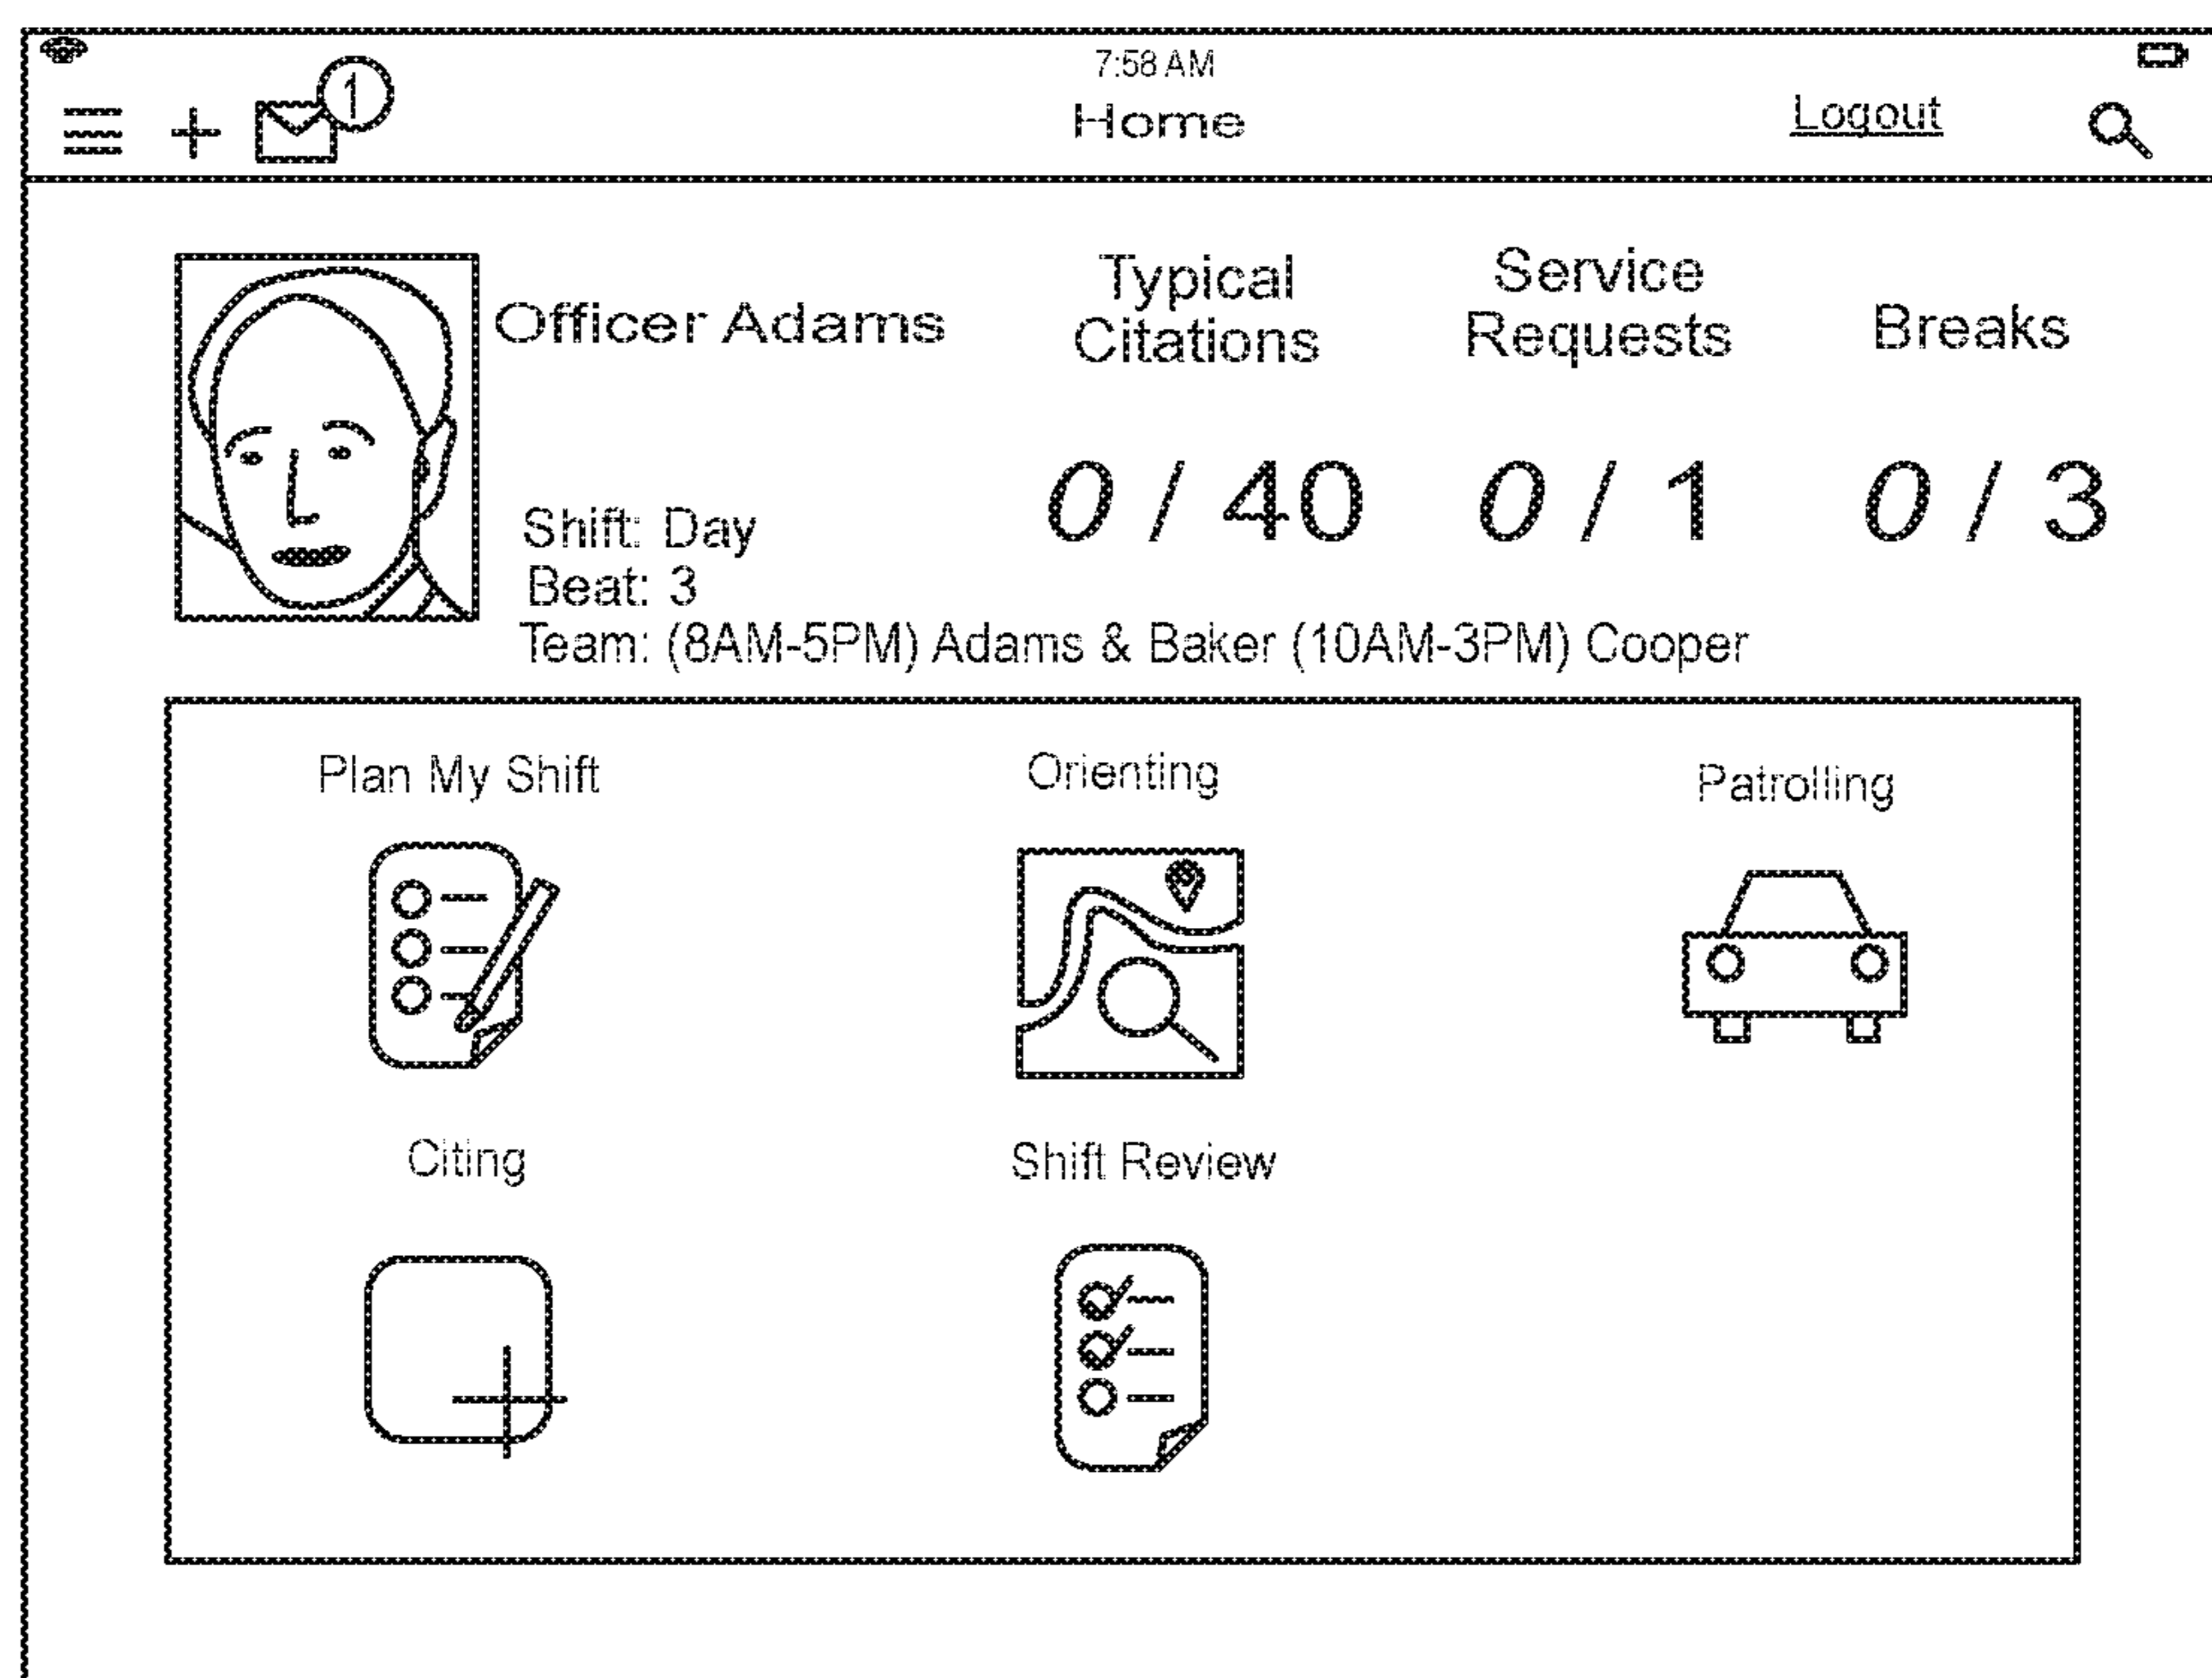 7:58 AM
1
Home
Logout
Officer Adams
Typical
Citations
Service
Requests
Breaks
0 / 40
0 / 1
0 / 3
Shift: Day
Beat: 3
Team: (8AM-5PM) Adams & Baker (10AM-3PM) Cooper
Plan My Shift
Orienting
Patrolling
Citing
Shift Review